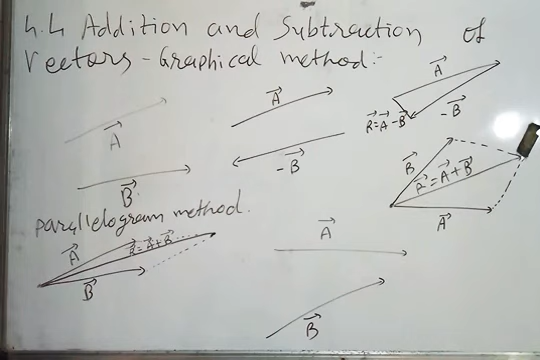 4.4 Addition and Subtraction of
Vectors - Graphical method:-
A⃗
B⃗
A⃗
-B⃗
A⃗
-B⃗
R⃗=A⃗-B⃗
B⃗
R⃗=A⃗+B⃗
A⃗
parallelogram method.
A⃗
R⃗=A⃗+B⃗
B⃗
A⃗
B⃗